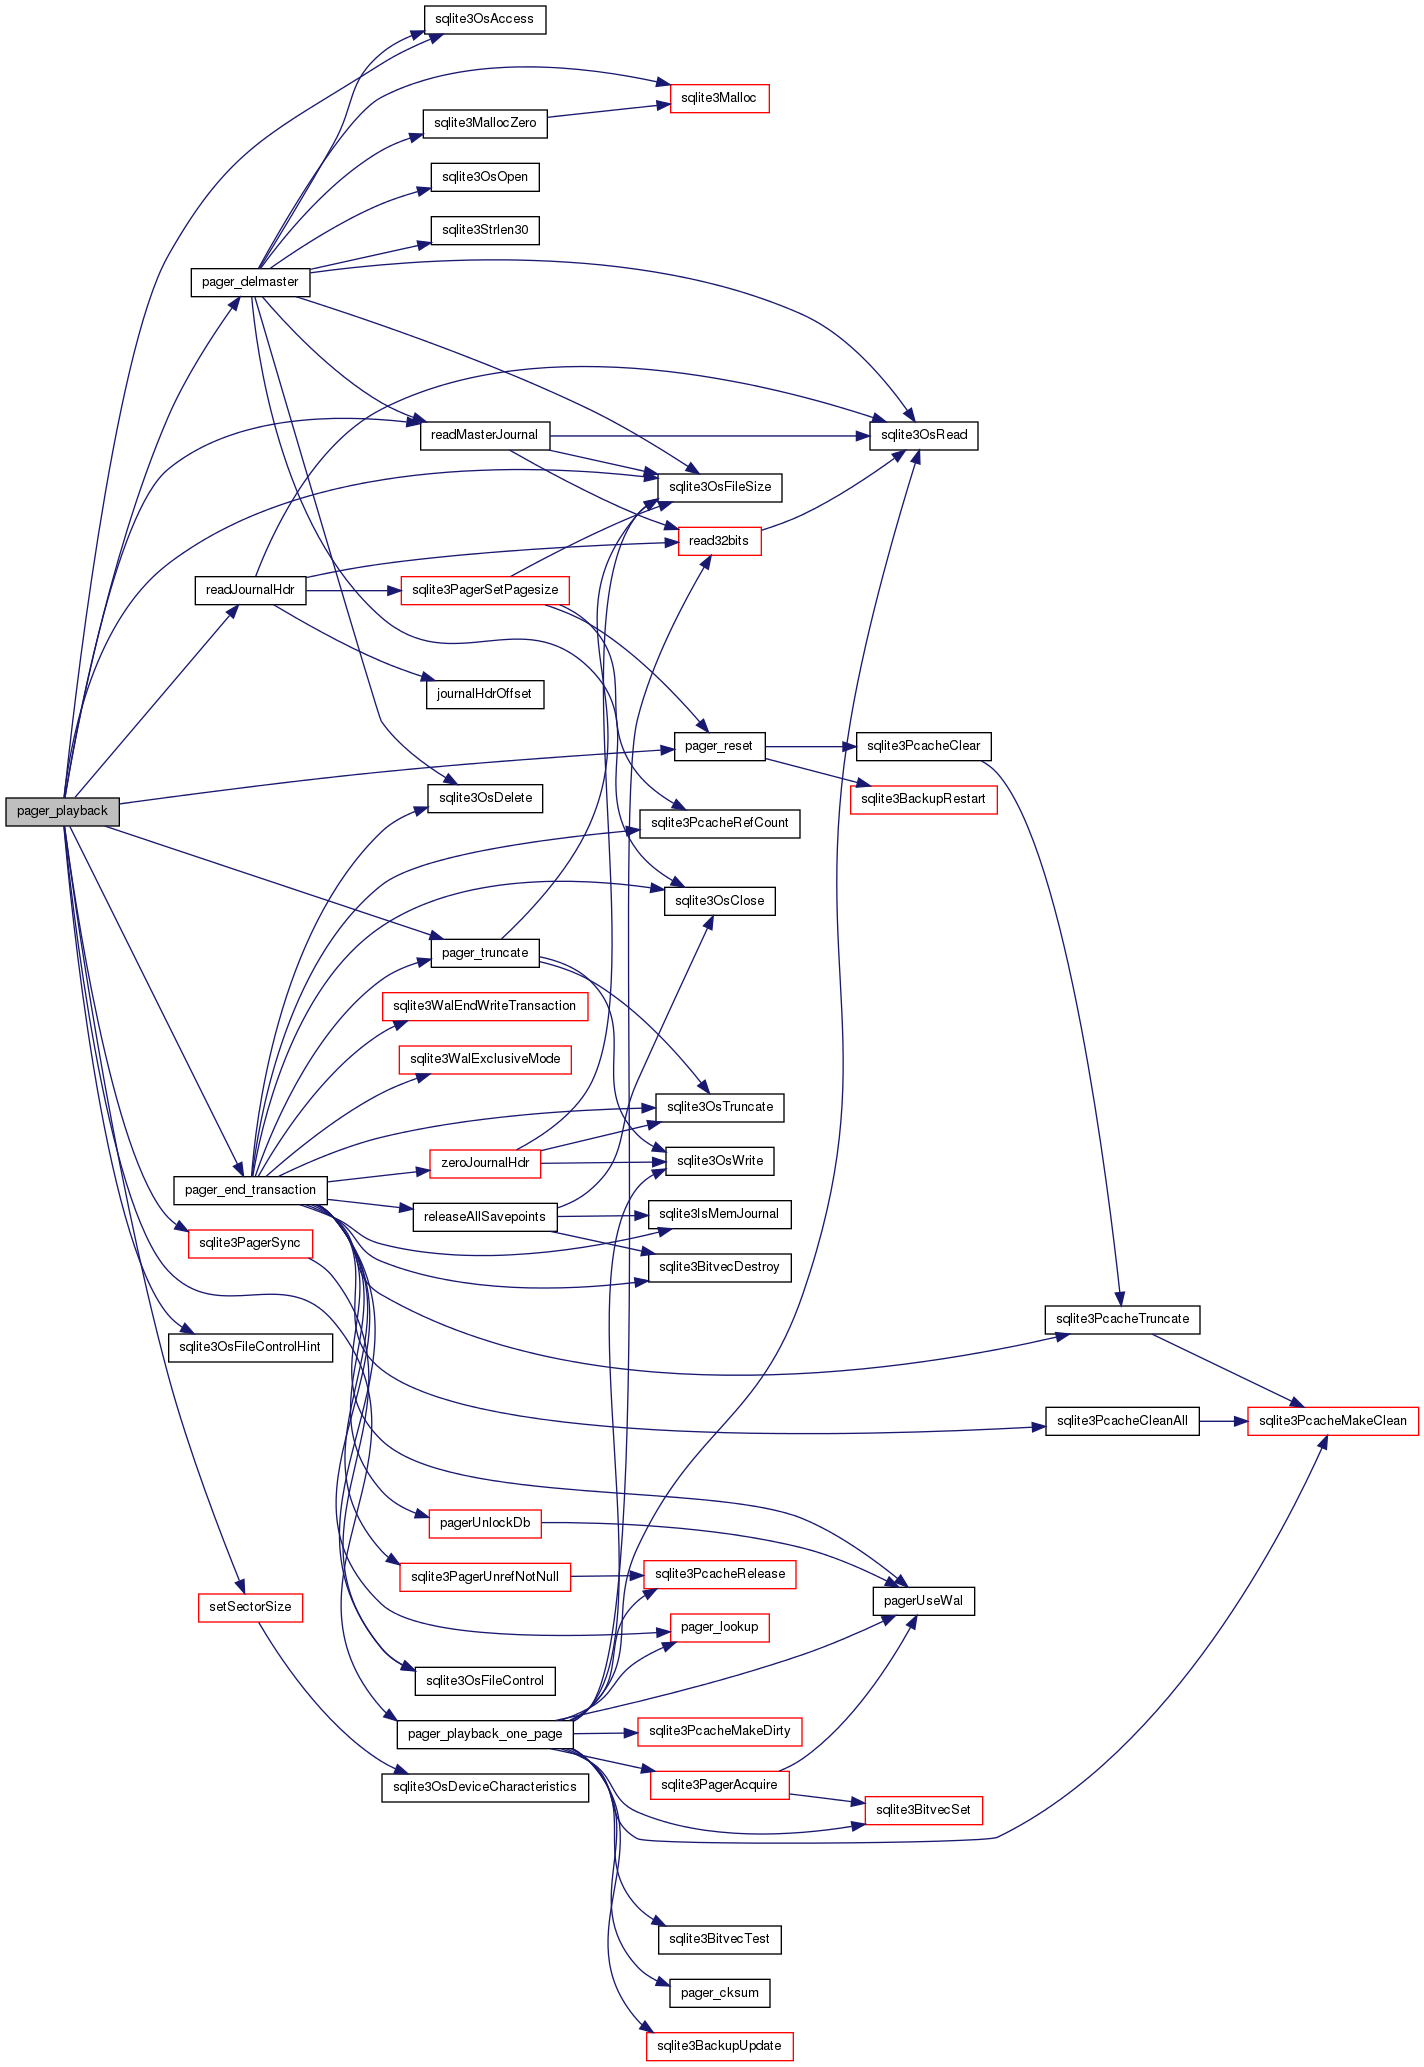 sqlite3OsAccess
sqlite3Malloc
sqlite3MallocZero
sqlite3OsOpen
sqlite3Strlen30
pager_delmaster
readMasterJournal
sqlite3OsRead
sqlite3OsFileSize
read32bits
readJournalHdr
sqlite3PagerSetPagesize
journalHdrOffset
pager_reset
sqlite3PcacheClear
sqlite3OsDelete
sqlite3BackupRestart
pager_playback
sqlite3PcacheRefCount
sqlite3OsClose
pager_truncate
sqlite3WalEndWriteTransaction
sqlite3WalExclusiveMode
sqlite3OsTruncate
zeroJournalHdr
sqlite3OsWrite
pager_end_transaction
releaseAllSavepoints
sqlite3IsMemJournal
sqlite3PagerSync
sqlite3BitvecDestroy
sqlite3PcacheTruncate
sqlite3OsFileControlHint
sqlite3PcacheCleanAll
sqlite3PcacheMakeClean
pagerUnlockDb
sqlite3PagerUnrefNotNull
sqlite3PcacheRelease
pagerUseWal
setSectorSize
pager_lookup
sqlite3OsFileControl
pager_playback_one_page
sqlite3PcacheMakeDirty
sqlite3PagerAcquire
sqlite3OsDeviceCharacteristics
sqlite3BitvecSet
sqlite3BitvecTest
pager_cksum
sqlite3BackupUpdate